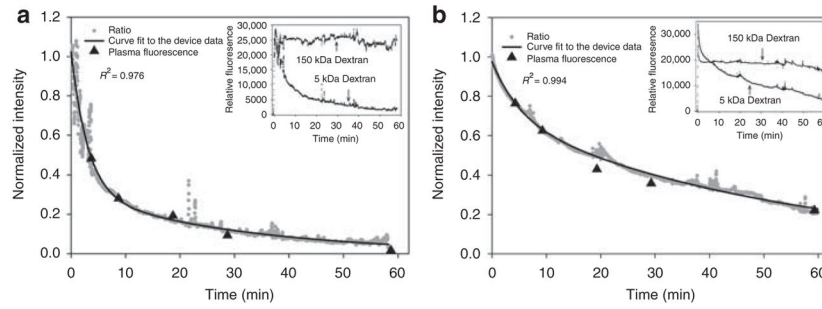 a
1.2
1.0
0.8
0.6
0.4
0.2
0.0
0 10 20 30 40 50 60
Time (min)
Normalized intensity
Ratio
Curve fit to the device data
Plasma fluorescence
R² = 0.976
30,000
25,000
20,000
15,000
10,000
5000
0
0 10 20 30 40 50 60
Time (min)
Relative fluoresence
150 kDa Dextran
5 kDa Dextran
b
1.2
1.0
0.8
0.6
0.4
0.2
0.0
0 10 20 30 40 50 60
Time (min)
Normalized intensity
Ratio
Curve fit to the device data
Plasma fluorescence
R² = 0.994
30,000
20,000
10,000
0
0 10 20 30 40 50 60
Time (min)
Relative fluoresence
150 kDa Dextran
5 kDa Dextran